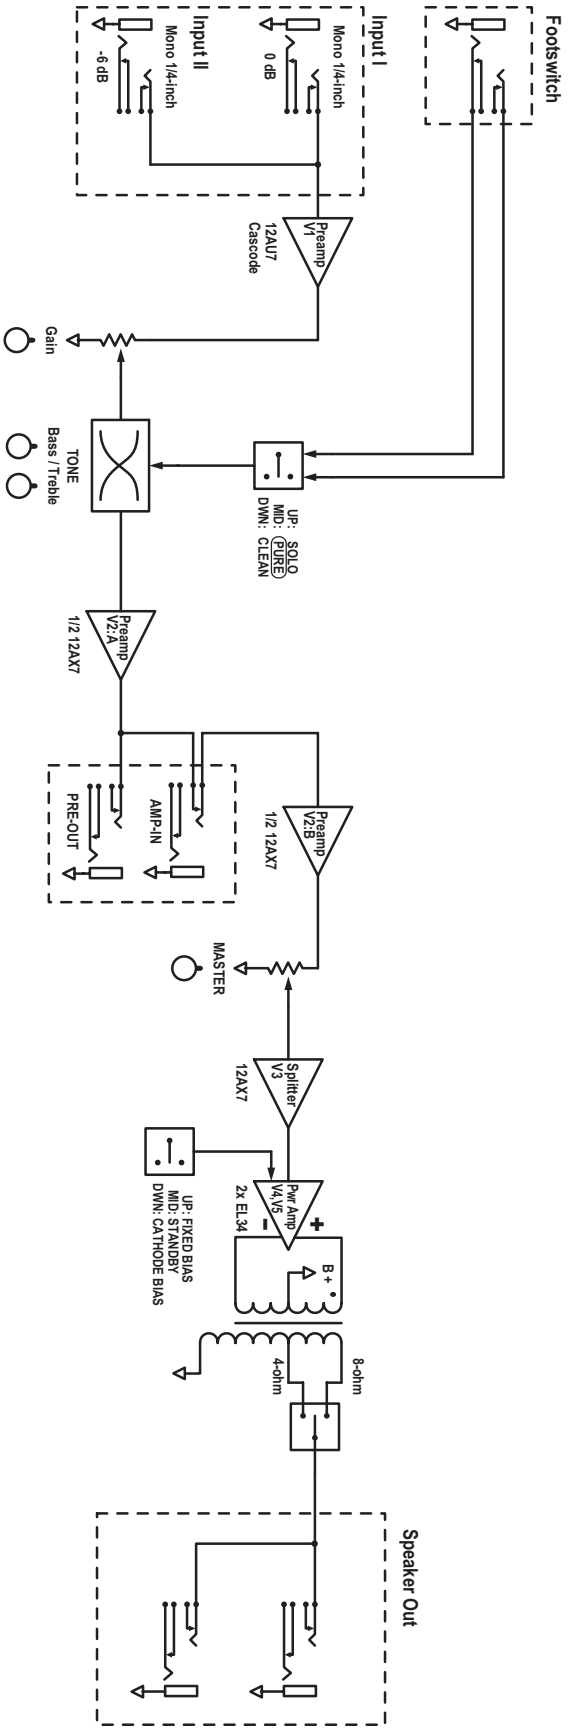 Footswitch
Input I
Mono 1/4-inch
0 dB
Input II
Mono 1/4-inch
-6 dB
Preamp
V1
12AU7
Cascode
Gain
UP: SOLO
MID: PURE
DWN: CLEAN
TONE
Bass / Treble
Preamp
V2:A
1/2 12AX7
AMP-IN
PRE-OUT
Preamp
V2:B
1/2 12AX7
MASTER
Splitter
V3
12AX7
UP: FIXED BIAS
MID: STANDBY
DWN: CATHODE BIAS
Pwr Amp
V4,V5
+
-
2x EL34
B +
8-ohm
4-ohm
Speaker Out